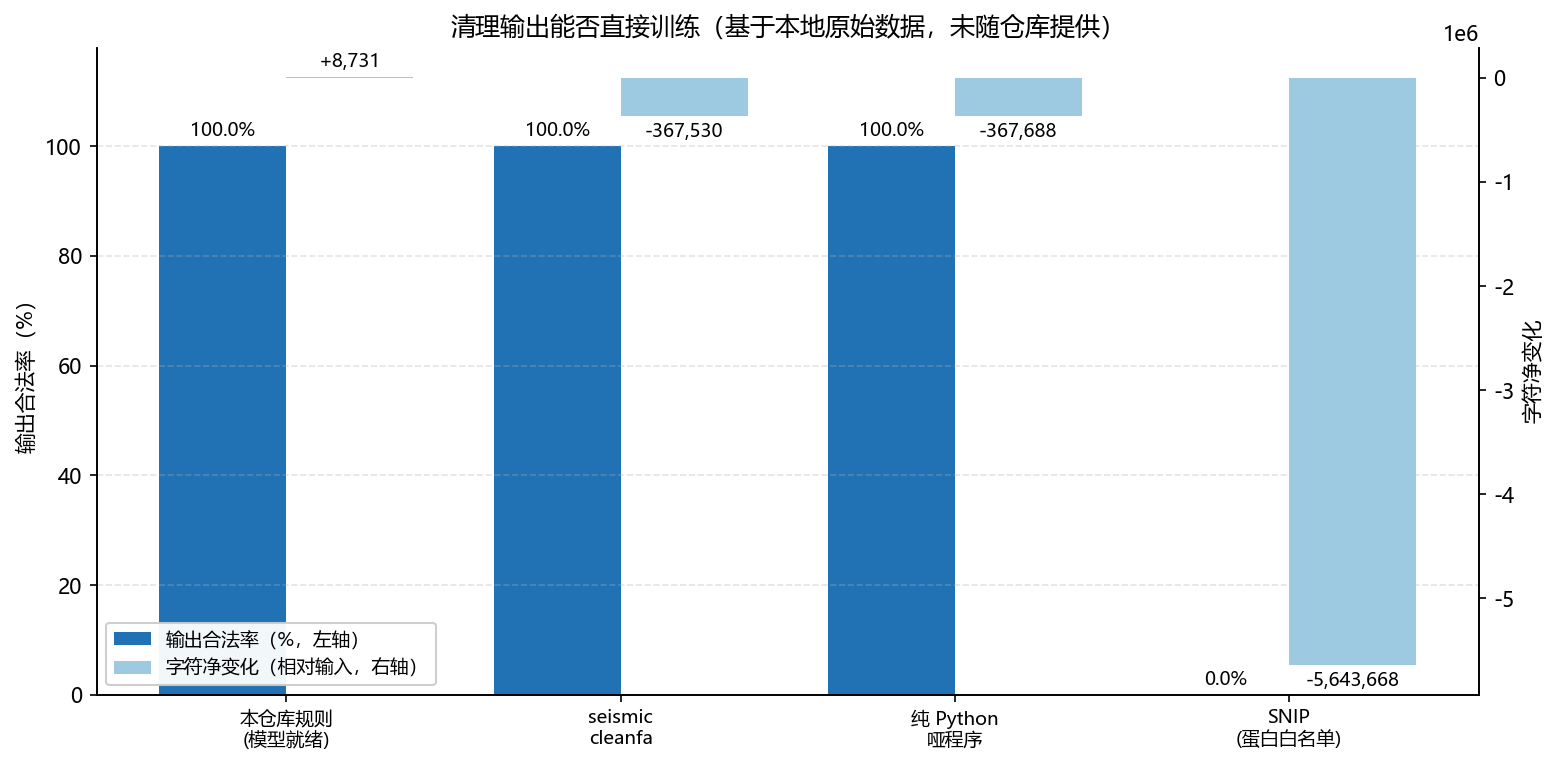 清理输出能否直接训练（基于本地原始数据，未随仓库提供）
1e6
+8,731
100.0%
100.0%
-367,530
100.0%
-367,688
0.0%
-5,643,668
输出合法率（%）
100
80
60
40
20
0
0
-1
-2
-3
-4
-5
字符净变化
输出合法率（%，左轴）
字符净变化（相对输入，右轴）
本仓库规则
(模型就绪)
seismic
cleanfa
纯 Python
哑程序
SNIP
(蛋白白名单)